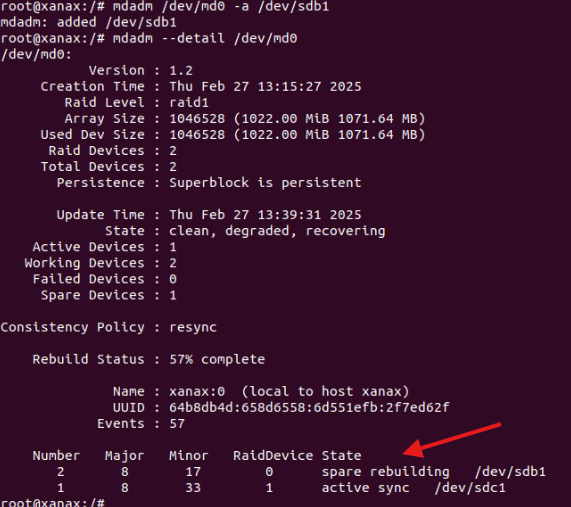 root@xanax:/# mdadm /dev/md0 -a /dev/sdb1
mdadm: added /dev/sdb1
root@xanax:/# mdadm --detail /dev/md0
/dev/md0:
Version : 1.2
Creation Time : Thu Feb 27 13:15:27 2025
Raid Level : raid1
Array Size : 1046528 (1022.00 MiB 1071.64 MB)
Used Dev Size : 1046528 (1022.00 MiB 1071.64 MB)
Raid Devices : 2
Total Devices : 2
Persistence : Superblock is persistent
Update Time : Thu Feb 27 13:39:31 2025
State : clean, degraded, recovering
Active Devices : 1
Working Devices : 2
Failed Devices : 0
Spare Devices : 1
Consistency Policy : resync
Rebuild Status : 57% complete
Name : xanax:0  (local to host xanax)
UUID : 64b8db4d:658d6558:6d551efb:2f7ed62f
Events : 57
Number   Major   Minor   RaidDevice State
2       8       17        0      spare rebuilding   /dev/sdb1
1       8       33        1      active sync   /dev/sdc1
root@xanax:/#